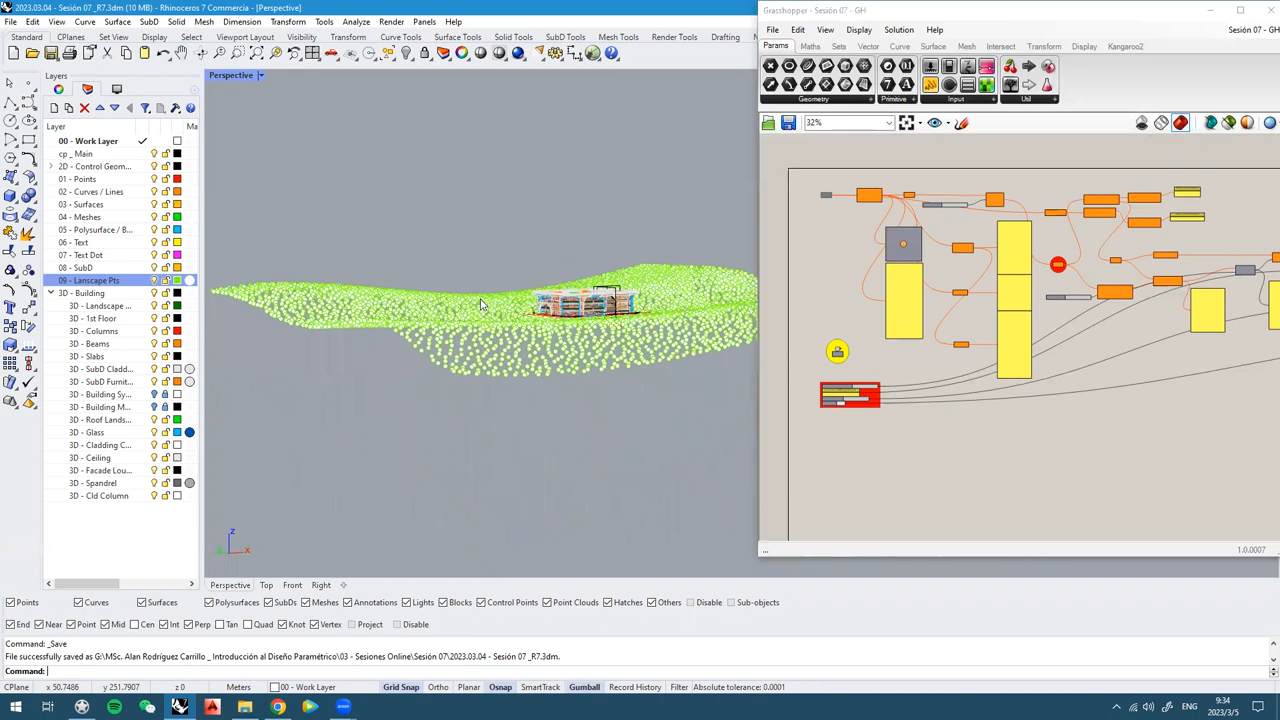 2023.03.04 - Sesión 07_R7.3dm (10 MB) - Rhinoceros 7 Commercia - [Perspective]
File Edit View Curve Surface SubD Solid Mesh Dimension Transform Tools Analyze Render Panels Help
Standard CPlanes Set View Display Select Viewport Layout Visibility Transform Curve Tools Surface Tools Solid Tools SubD Tools Mesh Tools Render Tools Drafting
Layers
Layer Ma
00 - Work Layer
cp _ Main
2D - Control Geom...
01 - Points
02 - Curves / Lines
03 - Surfaces
04 - Meshes
05 - Polysurface / B...
06 - Text
07 - Text Dot
08 - SubD
09 - Lanscape Pts
3D - Building
3D - Landscape ...
3D - 1st Floor
3D - Columns
3D - Beams
3D - Slabs
3D - SubD Cladd...
3D - SubD Furnit...
3D - Building Sy...
3D - Building M...
3D - Roof Lands...
3D - Glass
3D - Cladding C...
3D - Ceiling
3D - Facade Lou...
3D - Spandrel
3D - Cld Column
Perspective
z
x
Perspective Top Front Right
Grasshopper - Sesión 07 - GH
File Edit View Display Solution Help Sesión 07 - GH
Params Maths Sets Vector Curve Surface Mesh Intersect Transform Display Kangaroo2
Geometry Primitive Input Util
32%
... 1.0.0007
Points Curves Surfaces Polysurfaces SubDs Meshes Annotations Lights Blocks Control Points Point Clouds Hatches Others Disable Sub-objects
End Near Point Mid Cen Int Perp Tan Quad Knot Vertex Project Disable
Command: _Save
File successfully saved as G:\MSc. Alan Rodríguez Carrillo _ Introducción al Diseño Paramétrico\03 - Sesiones Online\Sesión 07\2023.03.04 - Sesión 07 _R7.3dm.
Command:
CPlane x 50.7486 y 251.7907 z 0 Meters 00 - Work Layer Grid Snap Ortho Planar Osnap SmartTrack Gumball Record History Filter Absolute tolerance: 0.0001
9:34
2023/3/5